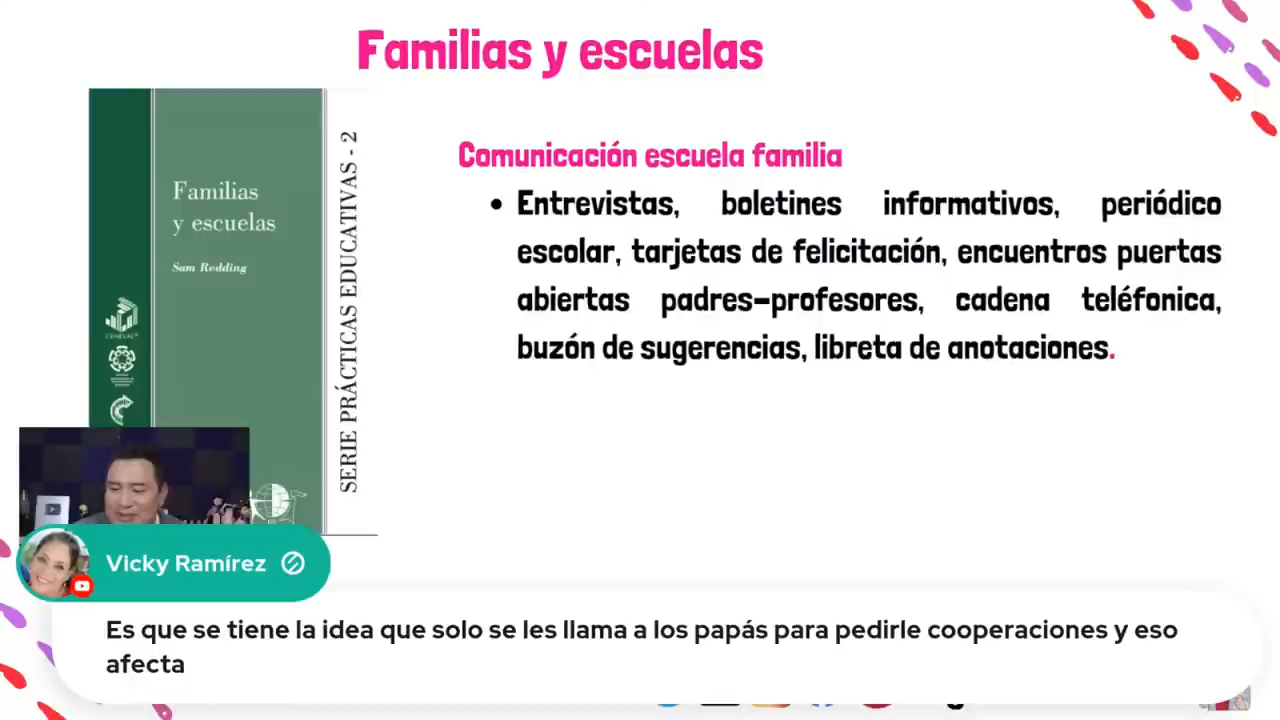 Familias y escuelas
Familias
y escuelas
Sam Redding
SERIE PRÁCTICAS EDUCATIVAS - 2
Comunicación escuela familia
• Entrevistas, boletines informativos, periódico
escolar, tarjetas de felicitación, encuentros puertas
abiertas padres-profesores, cadena teléfonica,
buzón de sugerencias, libreta de anotaciones.
Vicky Ramírez
Es que se tiene la idea que solo se les llama a los papás para pedirle cooperaciones y eso
afecta